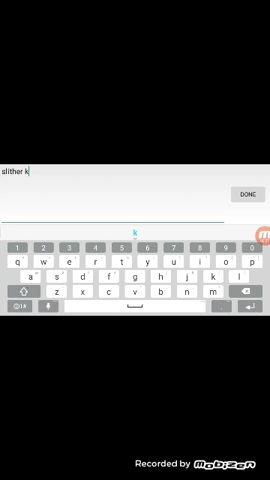 slither k
DONE
k
1 2 3 4 5 6 7 8 9 0
q w e r t y u i o p
a s d f g h j k l
z x c v b n m
Recorded by Mobizen